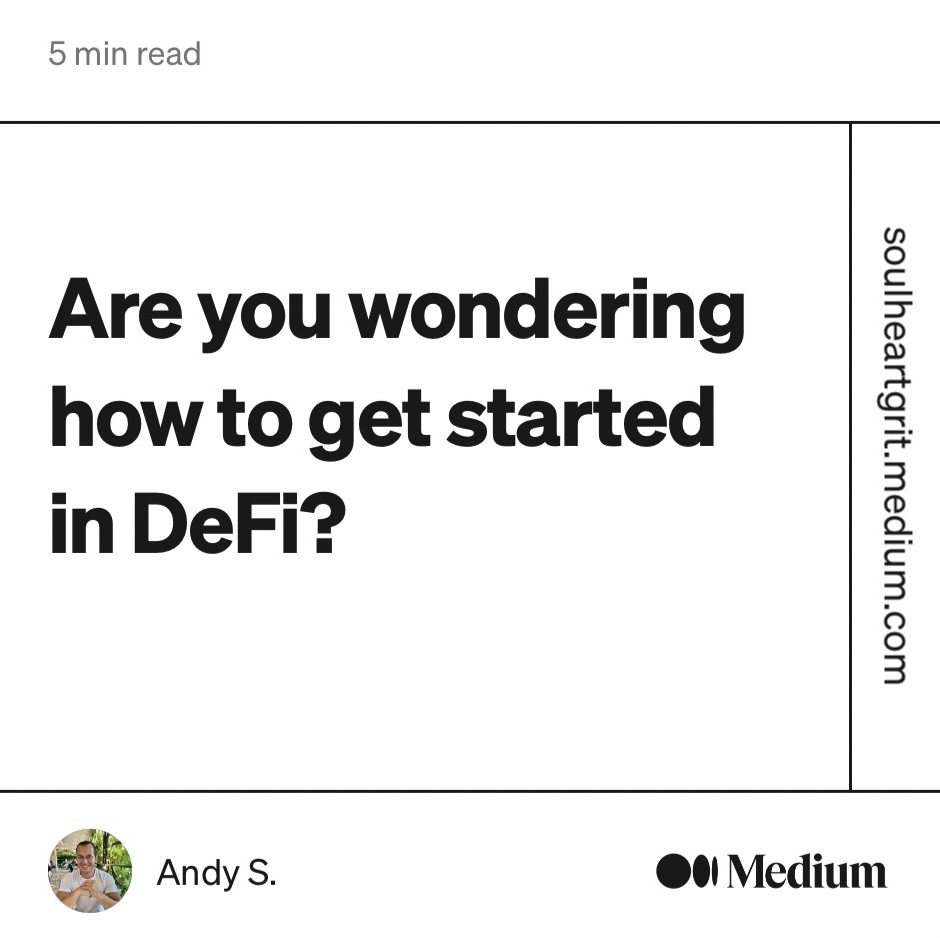 5 min read
Are you wondering
how to get started
in DeFi?
soulheartgrit.medium.com
Andy S.
Medium